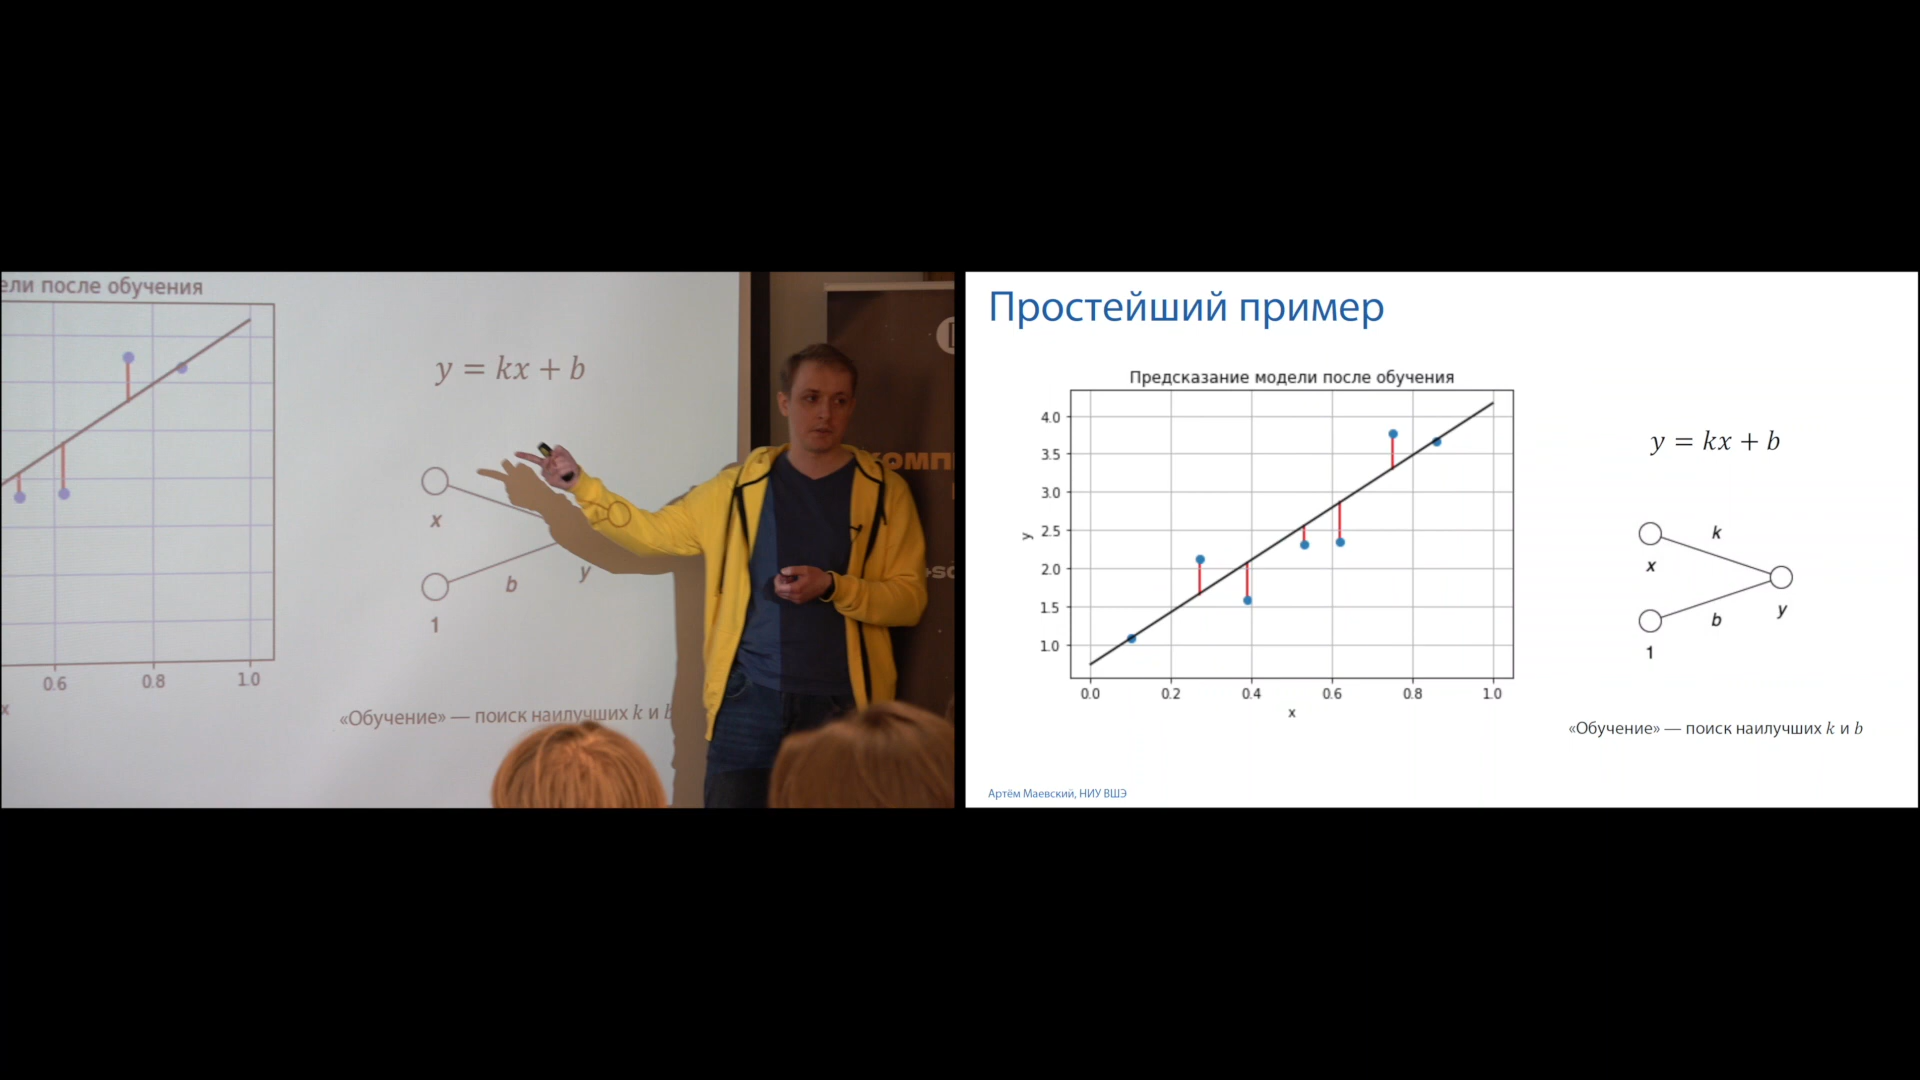 ели после обучения
y = kx + b
x
b
y
1
0.6
0.8
1.0
x
«Обучение» — поиск наилучших k и b
Простейший пример
Предсказание модели после обучения
4.0
3.5
3.0
2.5
2.0
1.5
1.0
y
0.0
0.2
0.4
0.6
0.8
1.0
x
y = kx + b
k
x
b
y
1
«Обучение» — поиск наилучших k и b
Артём Маевский, НИУ ВШЭ